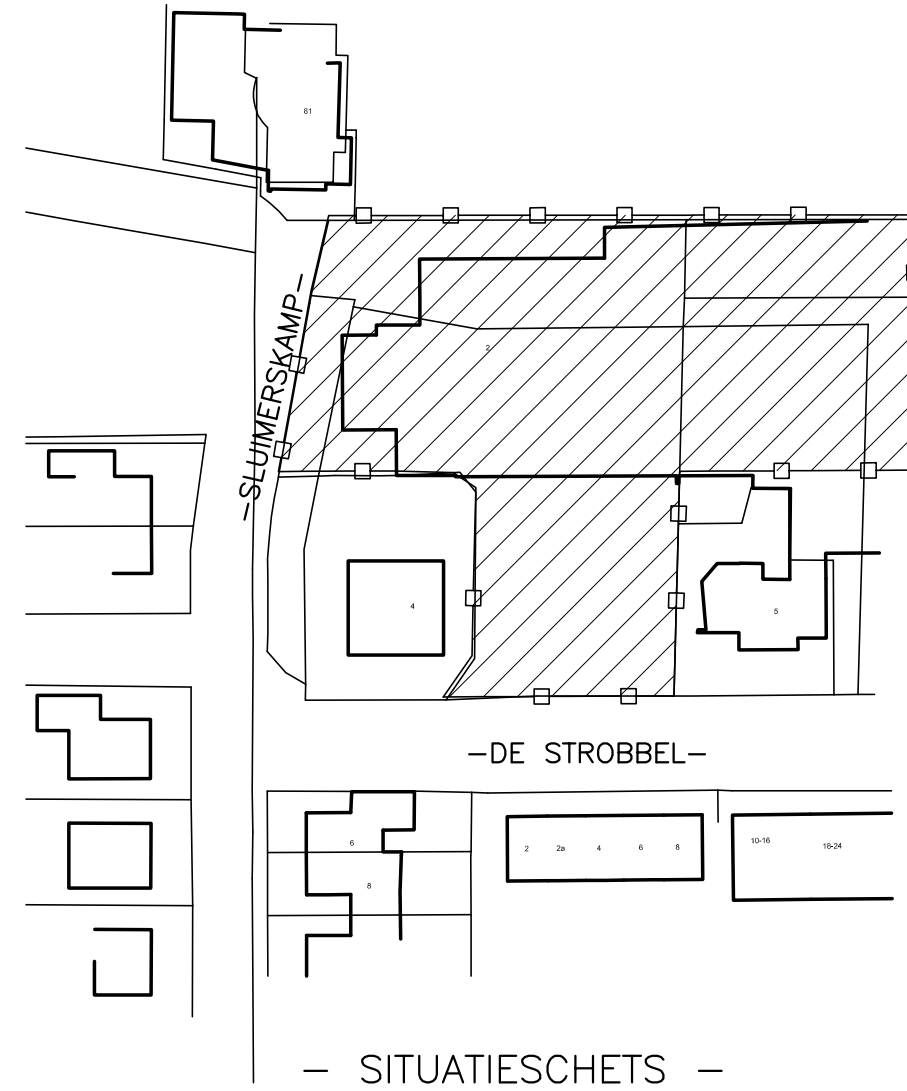 81
-SLUIMERSKAMP-
2
4
5
-DE STROBBEL-
6
8
2 2a 4 6 8
10-16 18-24
- SITUATIESCHETS -